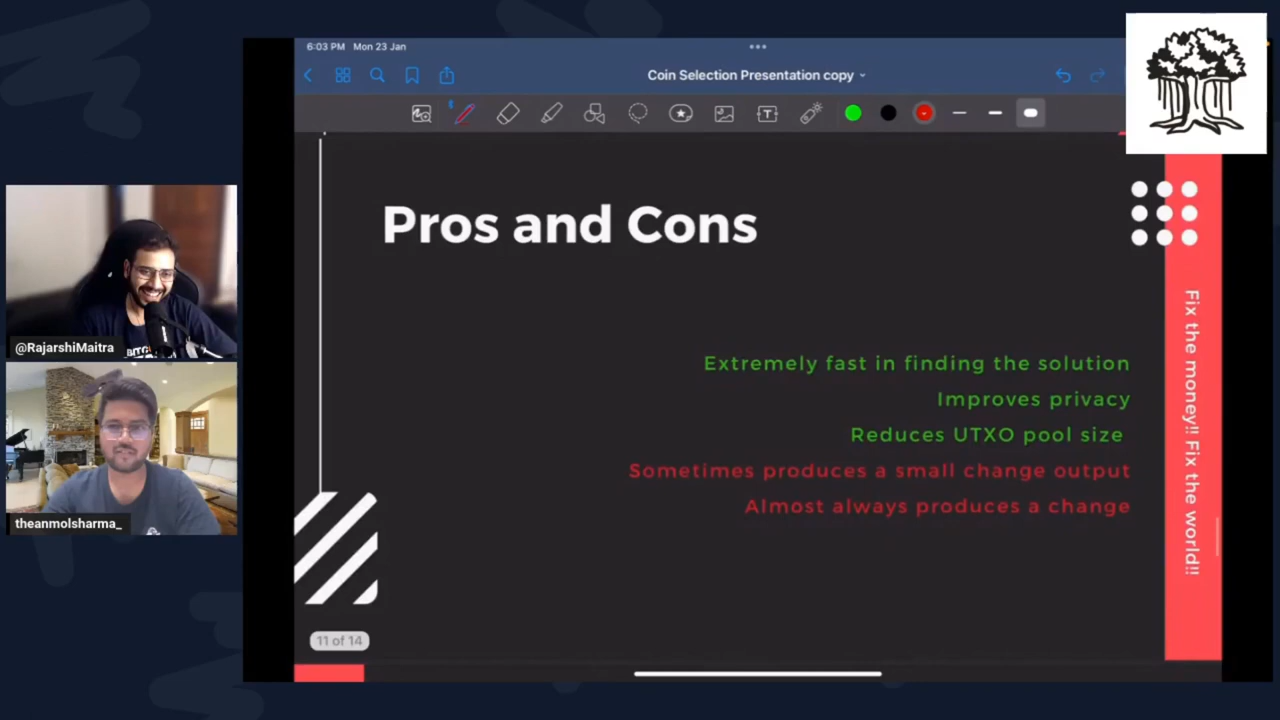 6:03 PM Mon 23 Jan
Coin Selection Presentation copy
Pros and Cons
Extremely fast in finding the solution
Improves privacy
Reduces UTXO pool size
Sometimes produces a small change output
Almost always produces a change
Fix the money!! Fix the world!!
11 of 14
@RajarshiMaitra
theanmolsharma_